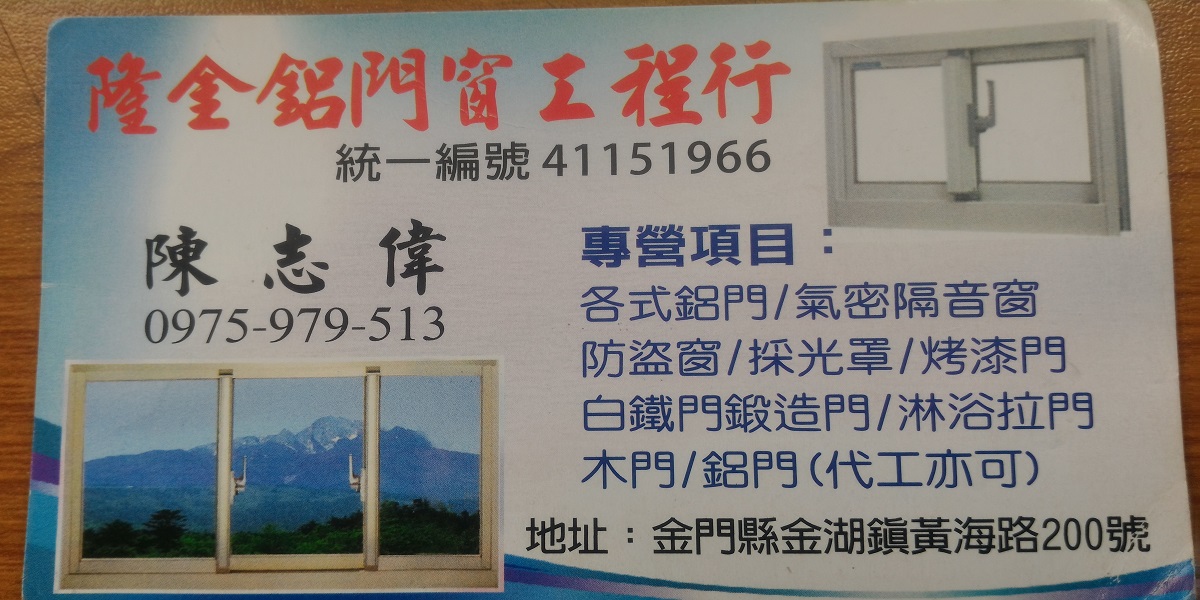 隆金鋁門窗工程行
統一編號 41151966
陳志偉
0975-979-513
專營項目：
各式鋁門/氣密隔音窗
防盜窗/採光罩/烤漆門
白鐵門鍛造門/淋浴拉門
木門/鋁門(代工亦可)
地址：金門縣金湖鎮黃海路200號